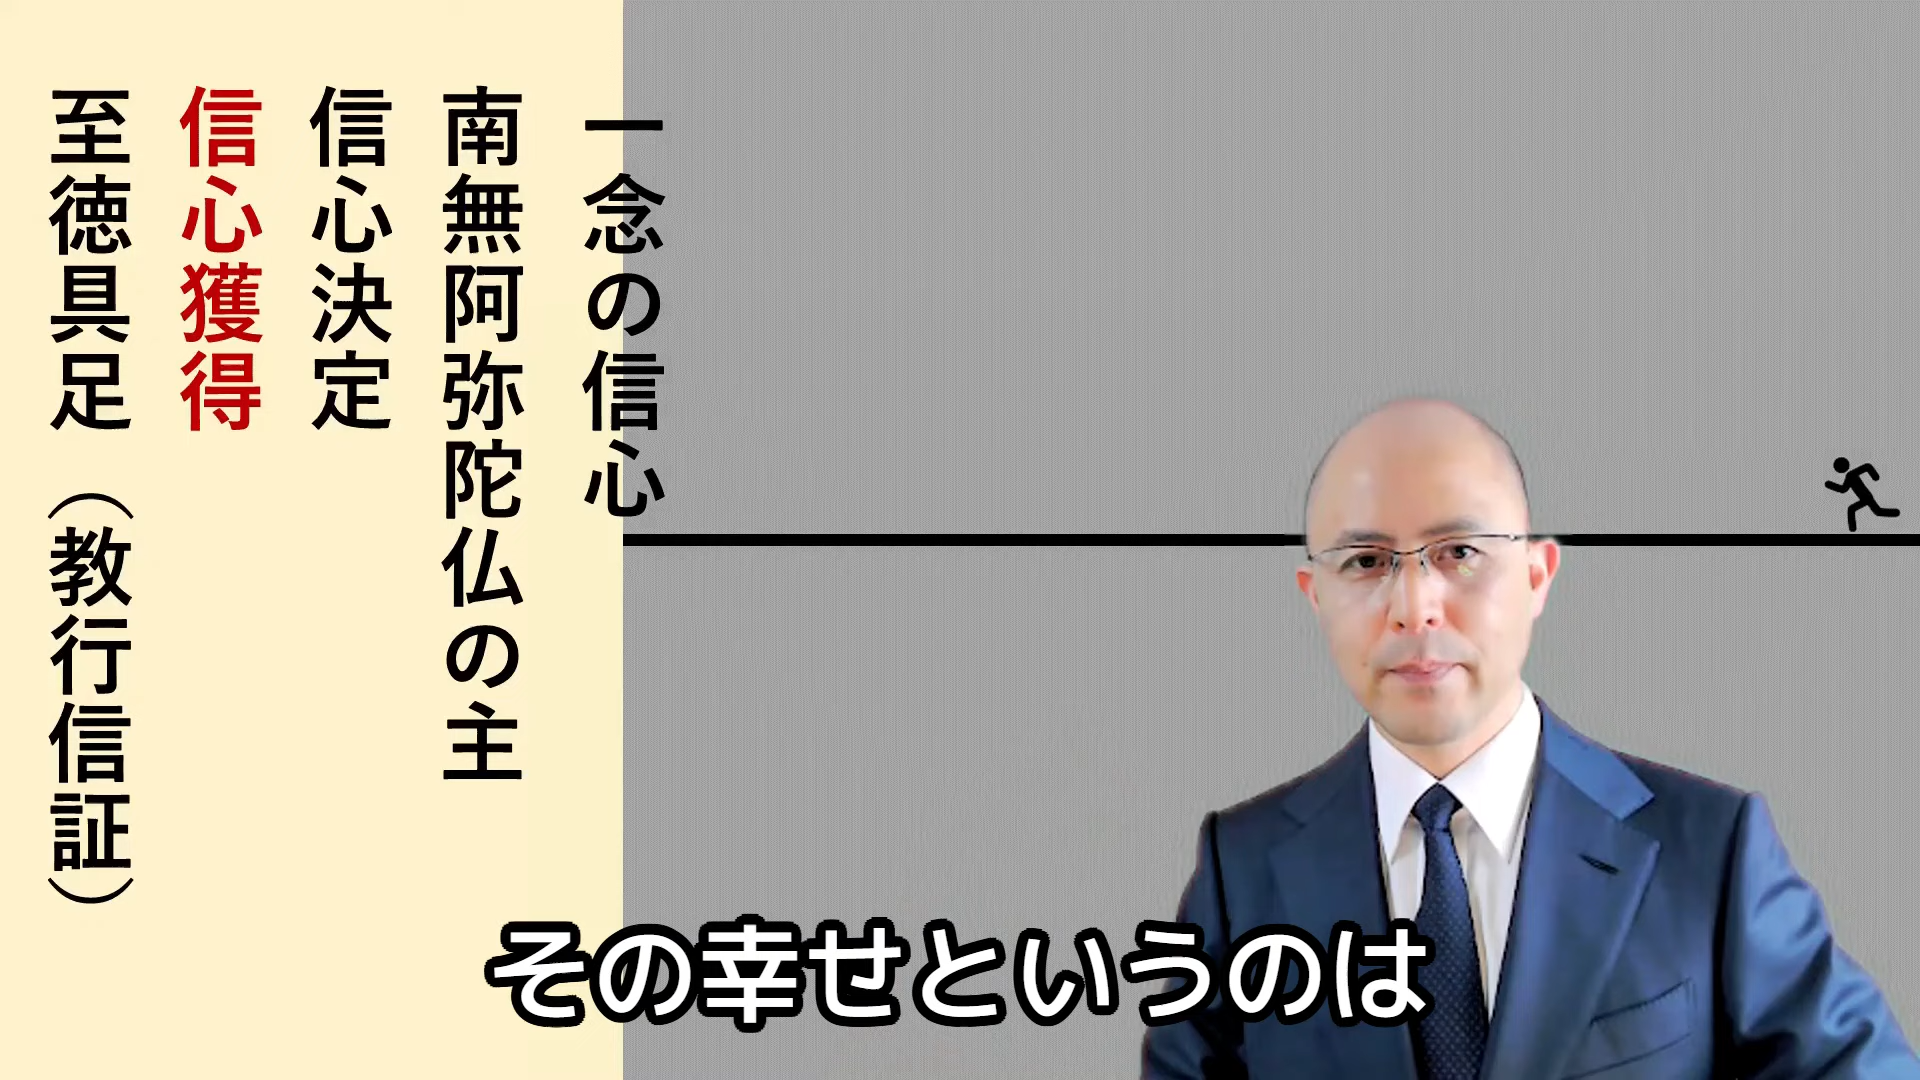 一念の信心
南無阿弥陀仏の主
信心決定
信心獲得
至徳具足（教行信証）
その幸せというのは